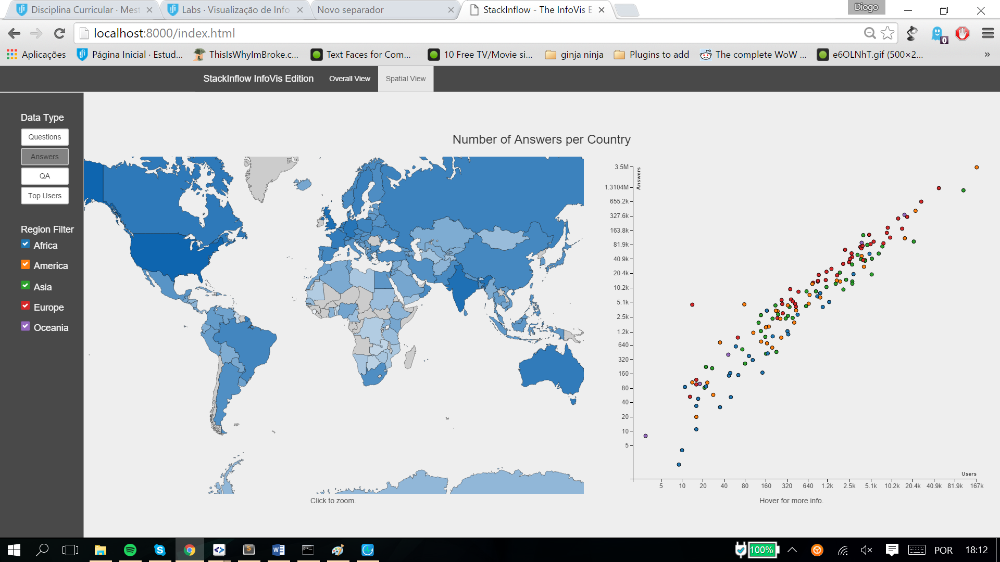 Disciplina Curricular · Mest
Labs · Visualização de Info
Novo separador
StackInflow - The InfoVis E
Diogo
localhost:8000/index.html
0
Aplicações
Página Inicial · Estud...
ThisIsWhyImBroke.c...
Text Faces for Com...
10 Free TV/Movie si...
ginja ninja
Plugins to add
The complete WoW ...
e6OLNhT.gif (500×2...
»
StackInflow InfoVis Edition
Overall View
Spatial View
Data Type
Questions
Answers
QA
Top Users
Region Filter
Africa
America
Asia
Europe
Oceania
Number of Answers per Country
Click to zoom.
Answers
3.5M
1.3104M
655.2k
327.6k
163.8k
81.9k
40.9k
20.4k
10.2k
5.1k
2.5k
1.2k
640
320
160
80
40
20
10
5
Users
5 10 20 40 80 160 320 640 1.2k 2.5k 5.1k 10.2k 20.4k 40.9k 81.9k 167k
Hover for more info.
100%
POR
18:12